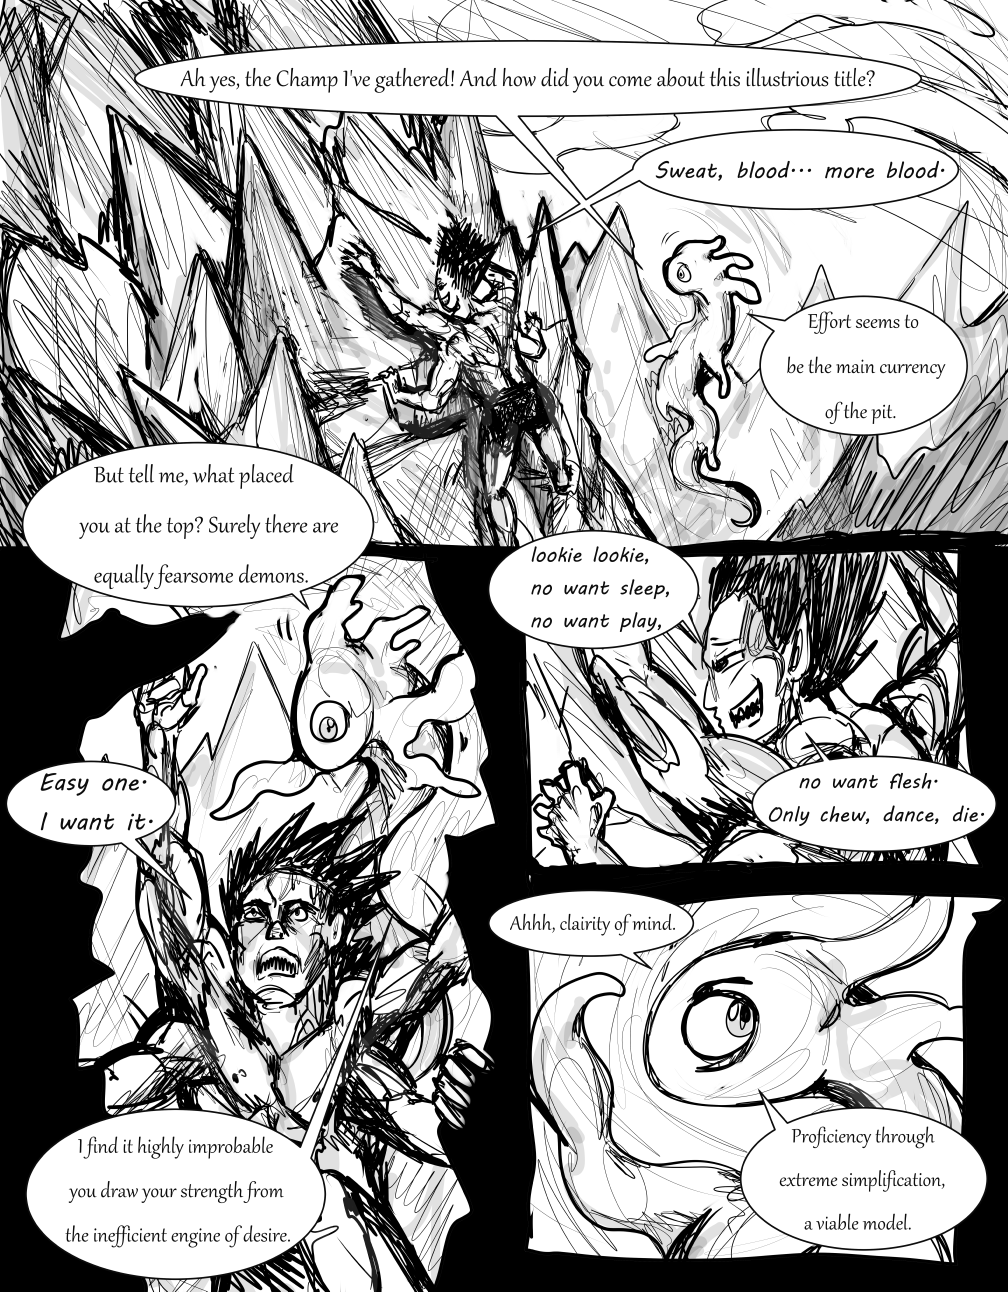 Ah yes, the Champ I've gathered! And how did you come about this illustrious title?
Sweat, blood... more blood.
Effort seems to
be the main currency
of the pit.
But tell me, what placed
you at the top? Surely there are
equally fearsome demons.
Easy one.
I want it.
I find it highly improbable
you draw your strength from
the inefficient engine of desire.
lookie lookie,
no want sleep,
no want play,
no want flesh.
Only chew, dance, die.
Ahhh, clairity of mind.
Proficiency through
extreme simplification,
a viable model.